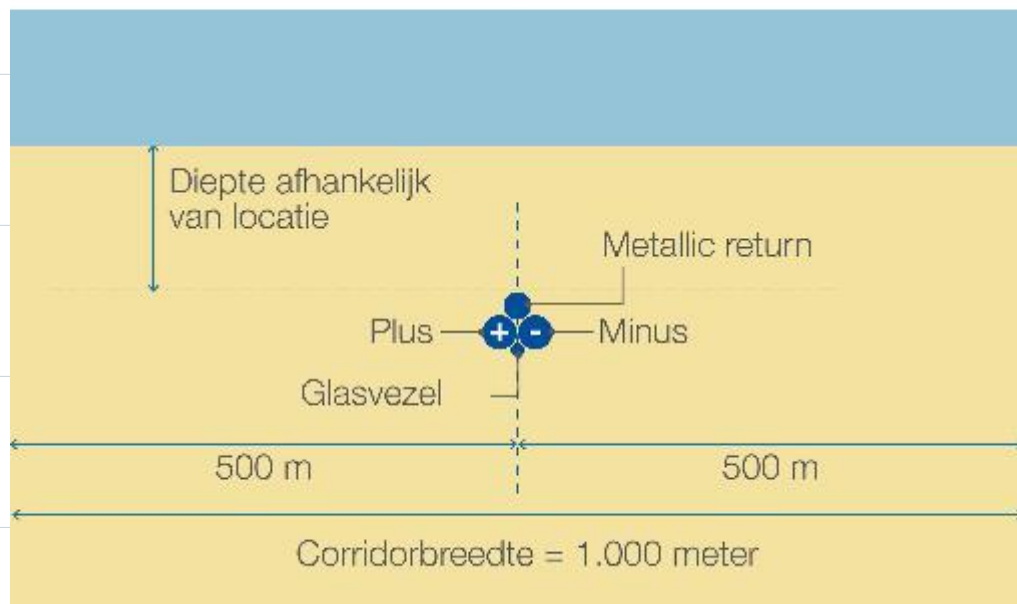 Diepte afhankelijk
van locatie
Metallic return
Plus
+
-
Minus
Glasvezel
500 m
500 m
Corridorbreedte = 1.000 meter